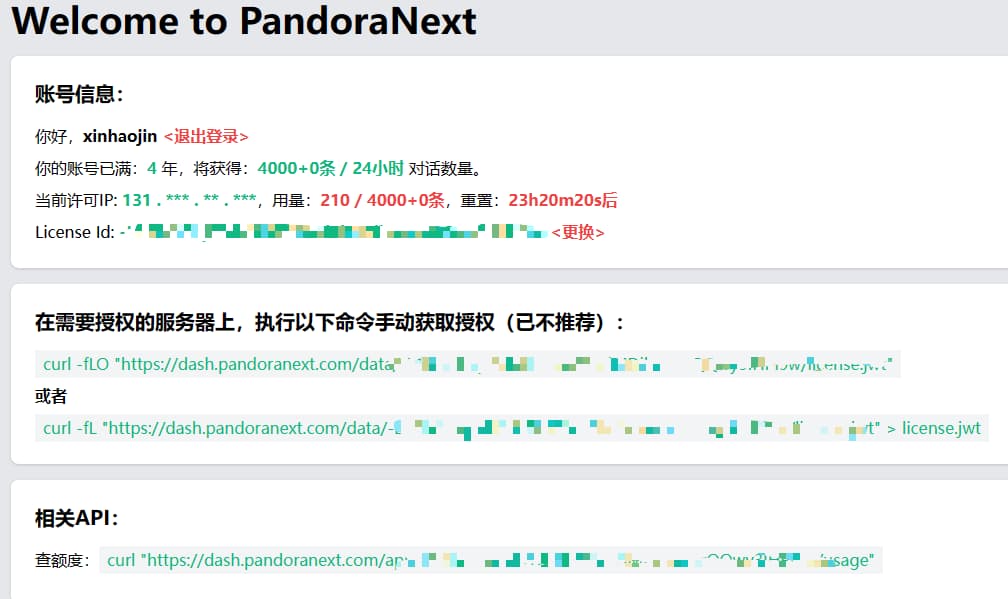 Welcome to PandoraNext
账号信息：
你好，xinhaojin <退出登录>
你的账号已满：4 年，将获得：4000+0条 / 24小时 对话数量。
当前许可IP: 131 . *** . ** . ***，用量：210 / 4000+0条，重置：23h20m20s后
License Id: <更换>
在需要授权的服务器上，执行以下命令手动获取授权（已不推荐）：
curl -fLO "https://dash.pandoranext.com/data /license.jwt"
或者
curl -fL "https://dash.pandoranext.com/data/- " > license.jwt
相关API：
查额度： curl "https://dash.pandoranext.com/ap /usage"